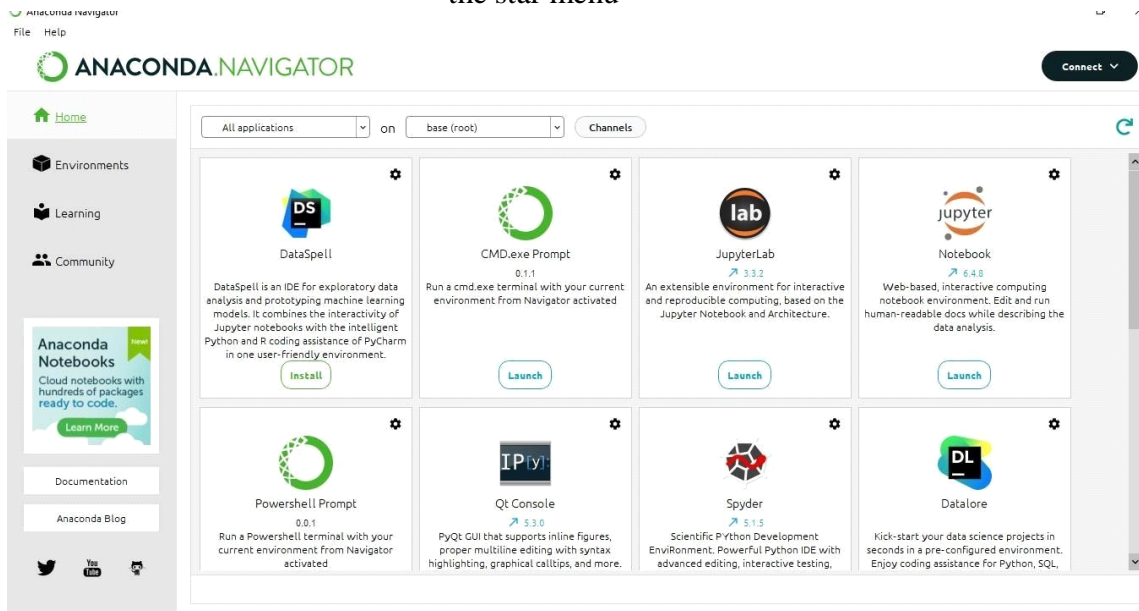 the star menu
Anaconda Navigator
File Help
ANACONDA.NAVIGATOR
Connect
Home
All applications
on
base (root)
Channels
Environments
Learning
Community
DS
DataSpell
DataSpell is an IDE for exploratory data
analysis and prototyping machine learning
models. It combines the interactivity of
Jupyter notebooks with the intelligent
Python and R coding assistance of PyCharm
in one user-friendly environment.
Install
CMD.exe Prompt
0.1.1
Run a cmd.exe terminal with your current
environment from Navigator activated
Launch
lab
JupyterLab
3.3.2
An extensible environment for interactive
and reproducible computing, based on the
Jupyter Notebook and Architecture.
Launch
jupyter
Notebook
6.4.8
Web-based, interactive computing
notebook environment. Edit and run
human-readable docs while describing the
data analysis.
Launch
Anaconda
Notebooks
New!
Cloud notebooks with
hundreds of packages
ready to code.
Learn More
Documentation
Anaconda Blog
You
Tube
Powershell Prompt
0.0.1
Run a Powershell terminal with your
current environment from Navigator
activated
IP[y]:
Qt Console
5.3.0
PyQt GUI that supports inline figures,
proper multiline editing with syntax
highlighting, graphical calltips, and more.
Spyder
5.1.5
Scientific PYthon Development
EnviRonment. Powerful Python IDE with
advanced editing, interactive testing,
DL
Datalore
Kick-start your data science projects in
seconds in a pre-configured environment.
Enjoy coding assistance for Python, SQL,